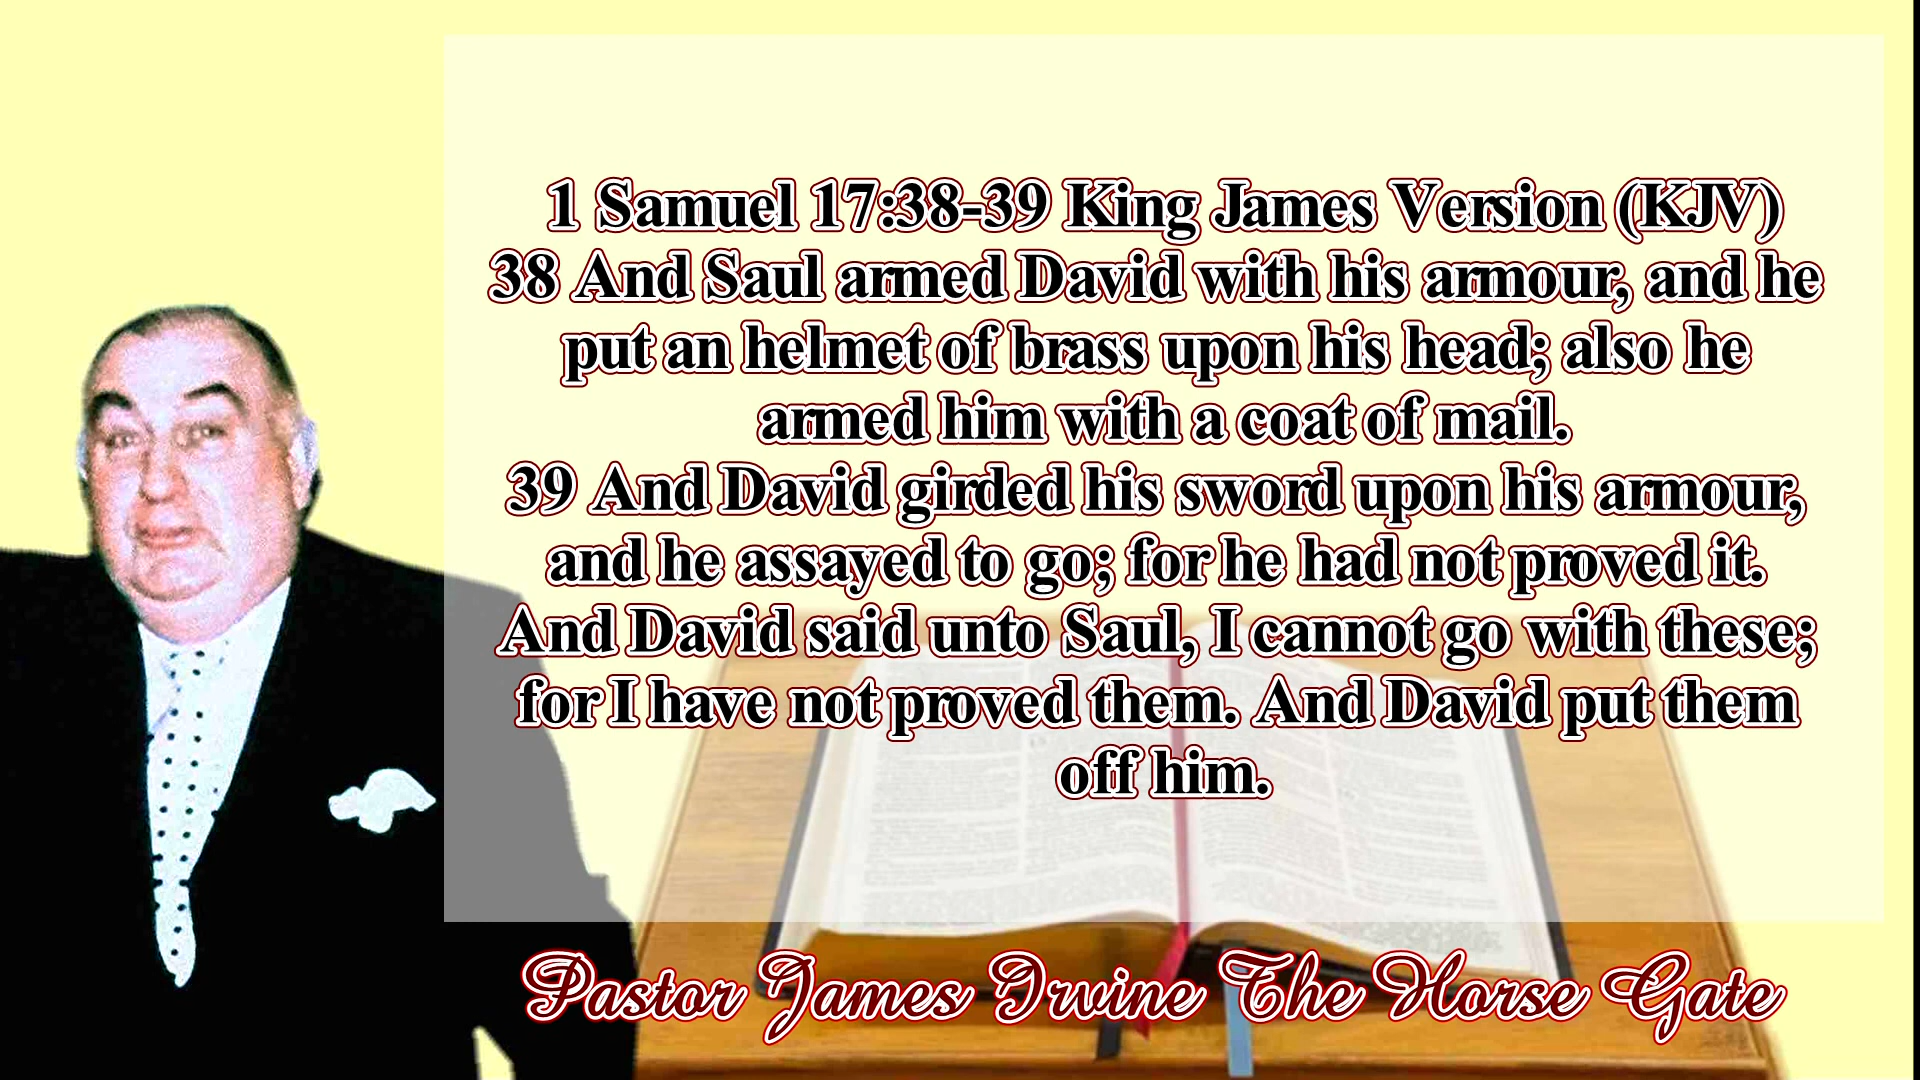 1 Samuel 17:38-39 King James Version (KJV)
38 And Saul armed David with his armour, and he
put an helmet of brass upon his head; also he
armed him with a coat of mail.
39 And David girded his sword upon his armour,
and he assayed to go; for he had not proved it.
And David said unto Saul, I cannot go with these;
for I have not proved them. And David put them
off him.
Pastor James Irvine The Horse Gate